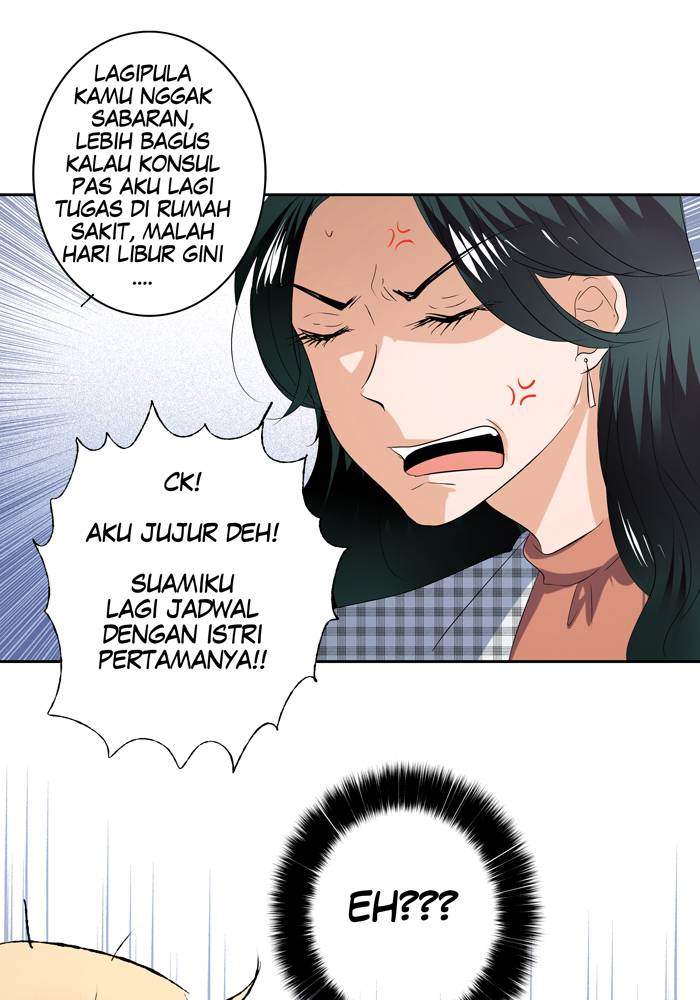 LAGIPULA
KAMU NGGAK
SABARAN,
LEBIH BAGUS
KALAU KONSUL
PAS AKU LAGI
TUGAS DI RUMAH
SAKIT, MALAH
HARI LIBUR GINI
....
CK!
AKU JUJUR DEH!
SUAMIKU
LAGI JADWAL
DENGAN ISTRI
PERTAMANYA!!
EH???